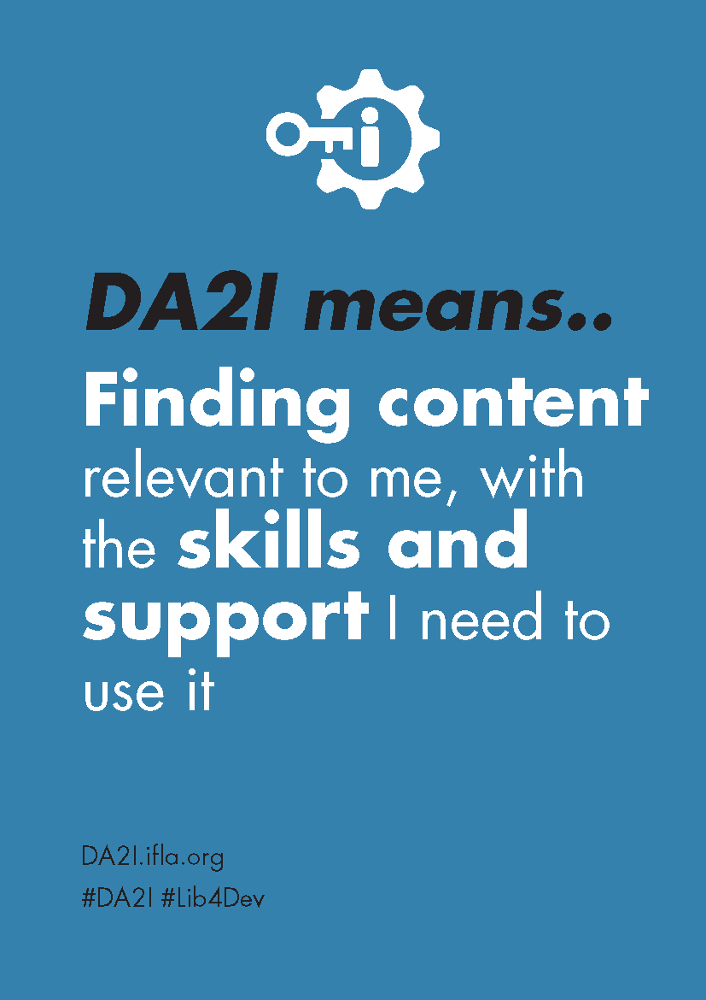 DA2I means..
Finding content
relevant to me, with
the skills and
support I need to
use it
DA2I.ifla.org
#DA2I #Lib4Dev